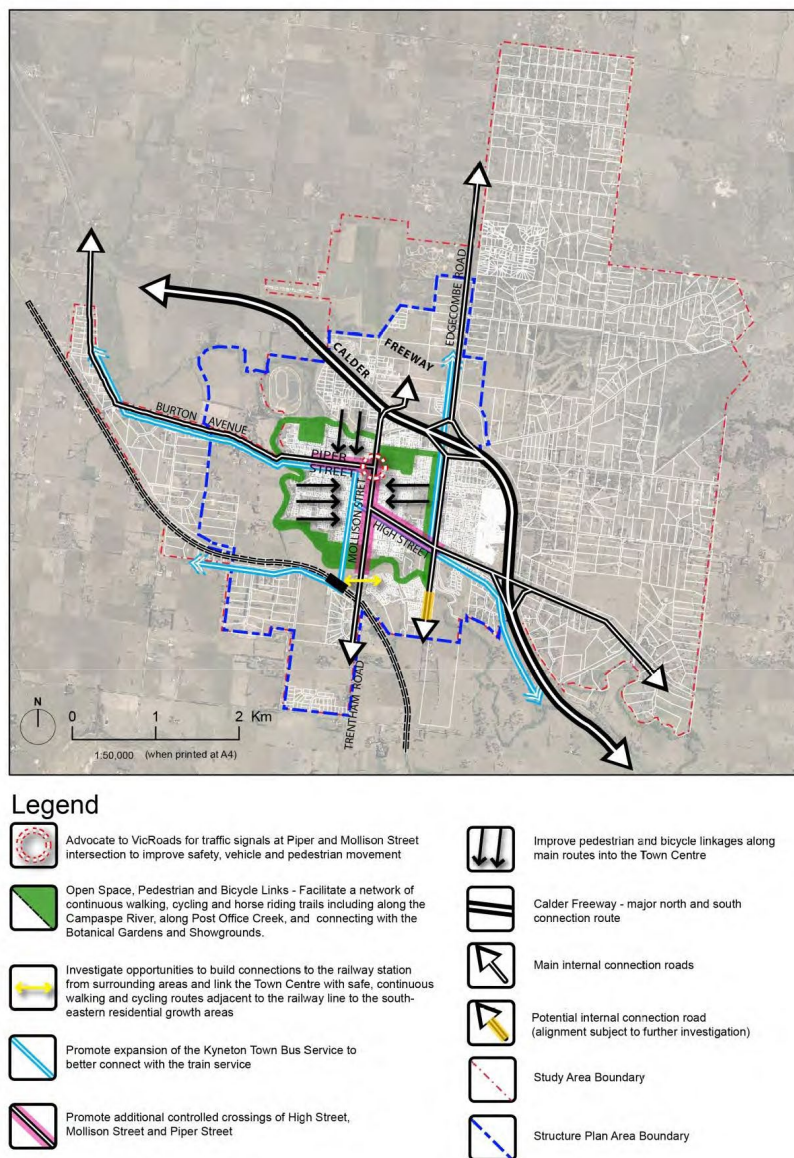 EDGECOMBE ROAD
CALDER
FREEWAY
BURTON AVENUE
PIPER
STREET
MOLLISON STRET
HIGH STREET
TRENTHAM ROAD
N
0 1 2 Km
1:50,000 (when printed at A4)
Legend
Advocate to VicRoads for traffic signals at Piper and Mollison Street
intersection to improve safety, vehicle and pedestrian movement
Open Space, Pedestrian and Bicycle Links - Facilitate a network of
continuous walking, cycling and horse riding trails including along the
Campaspe River, along Post Office Creek, and connecting with the
Botanical Gardens and Showgrounds.
Investigate opportunities to build connections to the railway station
from surrounding areas and link the Town Centre with safe, continuous
walking and cycling routes adjacent to the railway line to the south-
eastern residential growth areas
Promote expansion of the Kyneton Town Bus Service to
better connect with the train service
Promote additional controlled crossings of High Street,
Mollison Street and Piper Street
Improve pedestrian and bicycle linkages along
main routes into the Town Centre
Calder Freeway - major north and south
connection route
Main internal connection roads
Potential internal connection road
(alignment subject to further investigation)
Study Area Boundary
Structure Plan Area Boundary